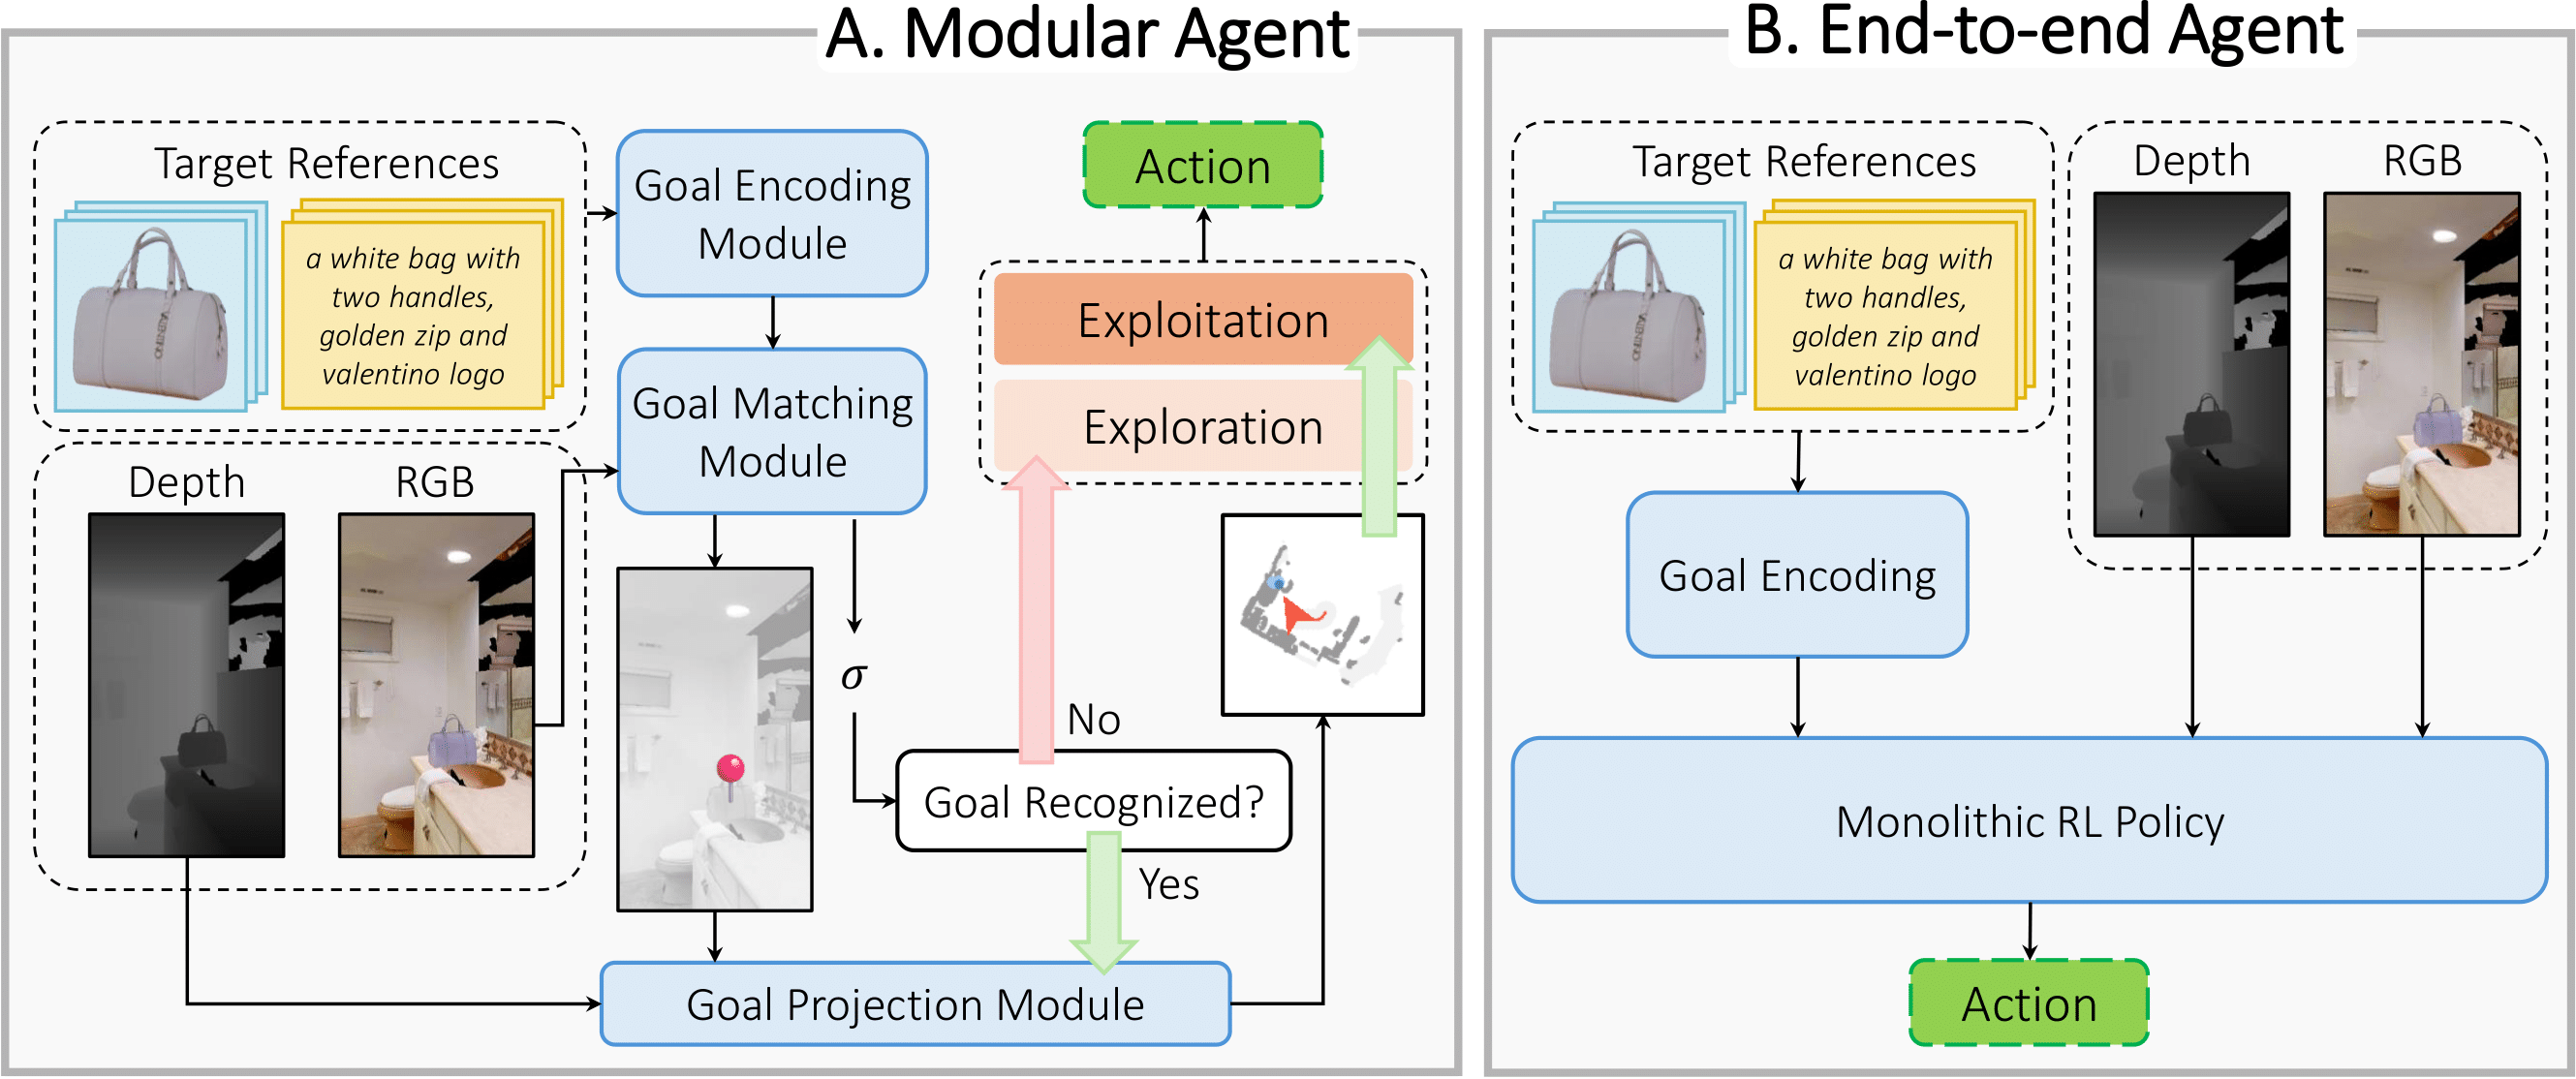 A. Modular Agent
Target References
a white bag with
two handles,
golden zip and
valentino logo
Depth
RGB
Goal Encoding
Module
Goal Matching
Module
σ
Goal Recognized?
No
Yes
Goal Projection Module
Exploitation
Exploration
Action
B. End-to-end Agent
Target References
a white bag with
two handles,
golden zip and
valentino logo
Depth
RGB
Goal Encoding
Monolithic RL Policy
Action